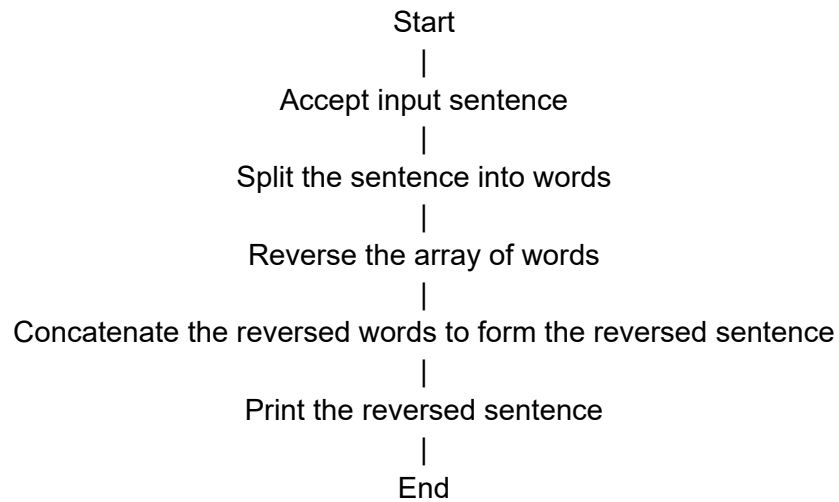 Start
|
Accept input sentence
|
Split the sentence into words
|
Reverse the array of words
|
Concatenate the reversed words to form the reversed sentence
|
Print the reversed sentence
|
End